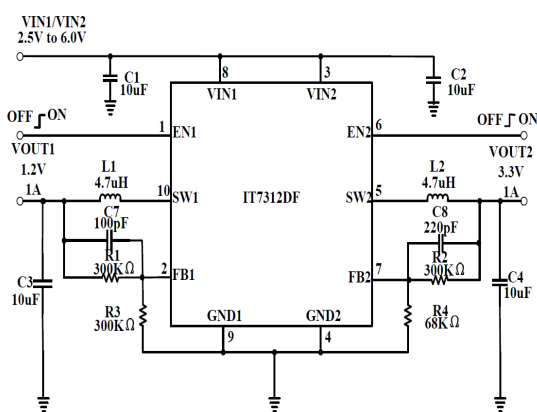 VIN1/VIN2
2.5V to 6.0V
C1
10uF
8
3
C2
10uF
VIN1
VIN2
OFF ON
1
EN1
EN2
6
OFF ON
VOUT1
1.2V
1A
L1
4.7uH
10
SW1
IT7312DF
SW2
5
L2
4.7uH
VOUT2
3.3V
1A
C7
100pF
C8
220pF
R1
300KΩ
2
FB1
FB2
7
R2
300KΩ
C3
10uF
C4
10uF
R3
300KΩ
GND1
GND2
R4
68KΩ
9
4